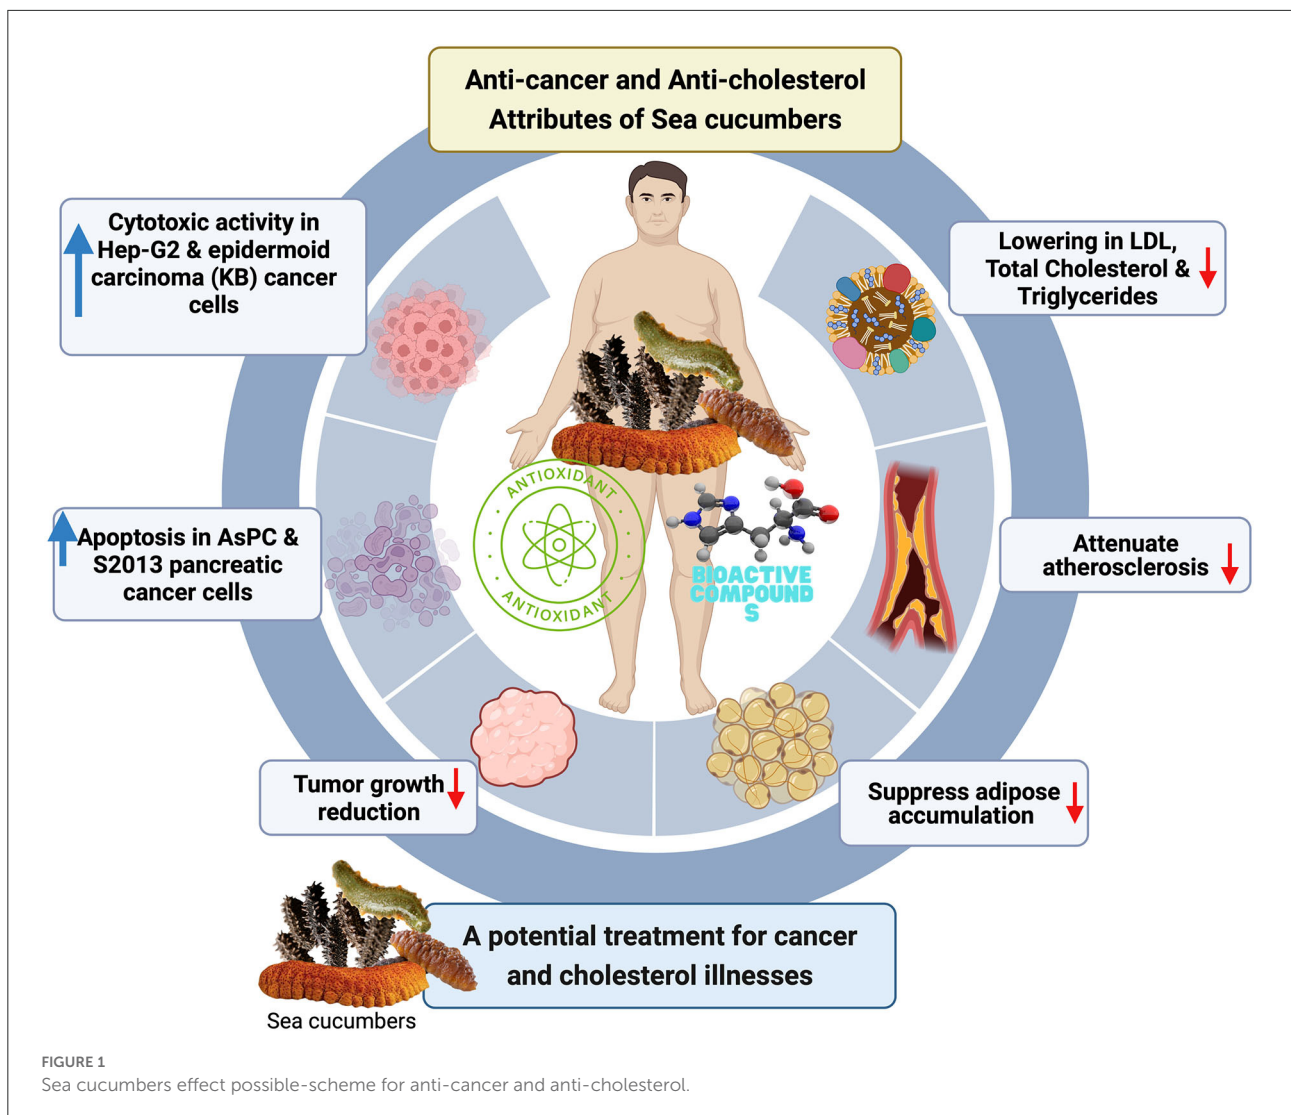 Anti-cancer and Anti-cholesterol
Attributes of Sea cucumbers
Cytotoxic activity in
Hep-G2 & epidermoid
carcinoma (KB) cancer
cells
Lowering in LDL,
Total Cholesterol &
Triglycerides
ANTIOXIDANT
ANTIOXIDANT
BIOACTIVE
COMPOUND
S
Apoptosis in AsPC &
S2013 pancreatic
cancer cells
Attenuate
atherosclerosis
Tumor growth
reduction
Suppress adipose
accumulation
A potential treatment for cancer
and cholesterol illnesses
Sea cucumbers
FIGURE 1
Sea cucumbers effect possible-scheme for anti-cancer and anti-cholesterol.